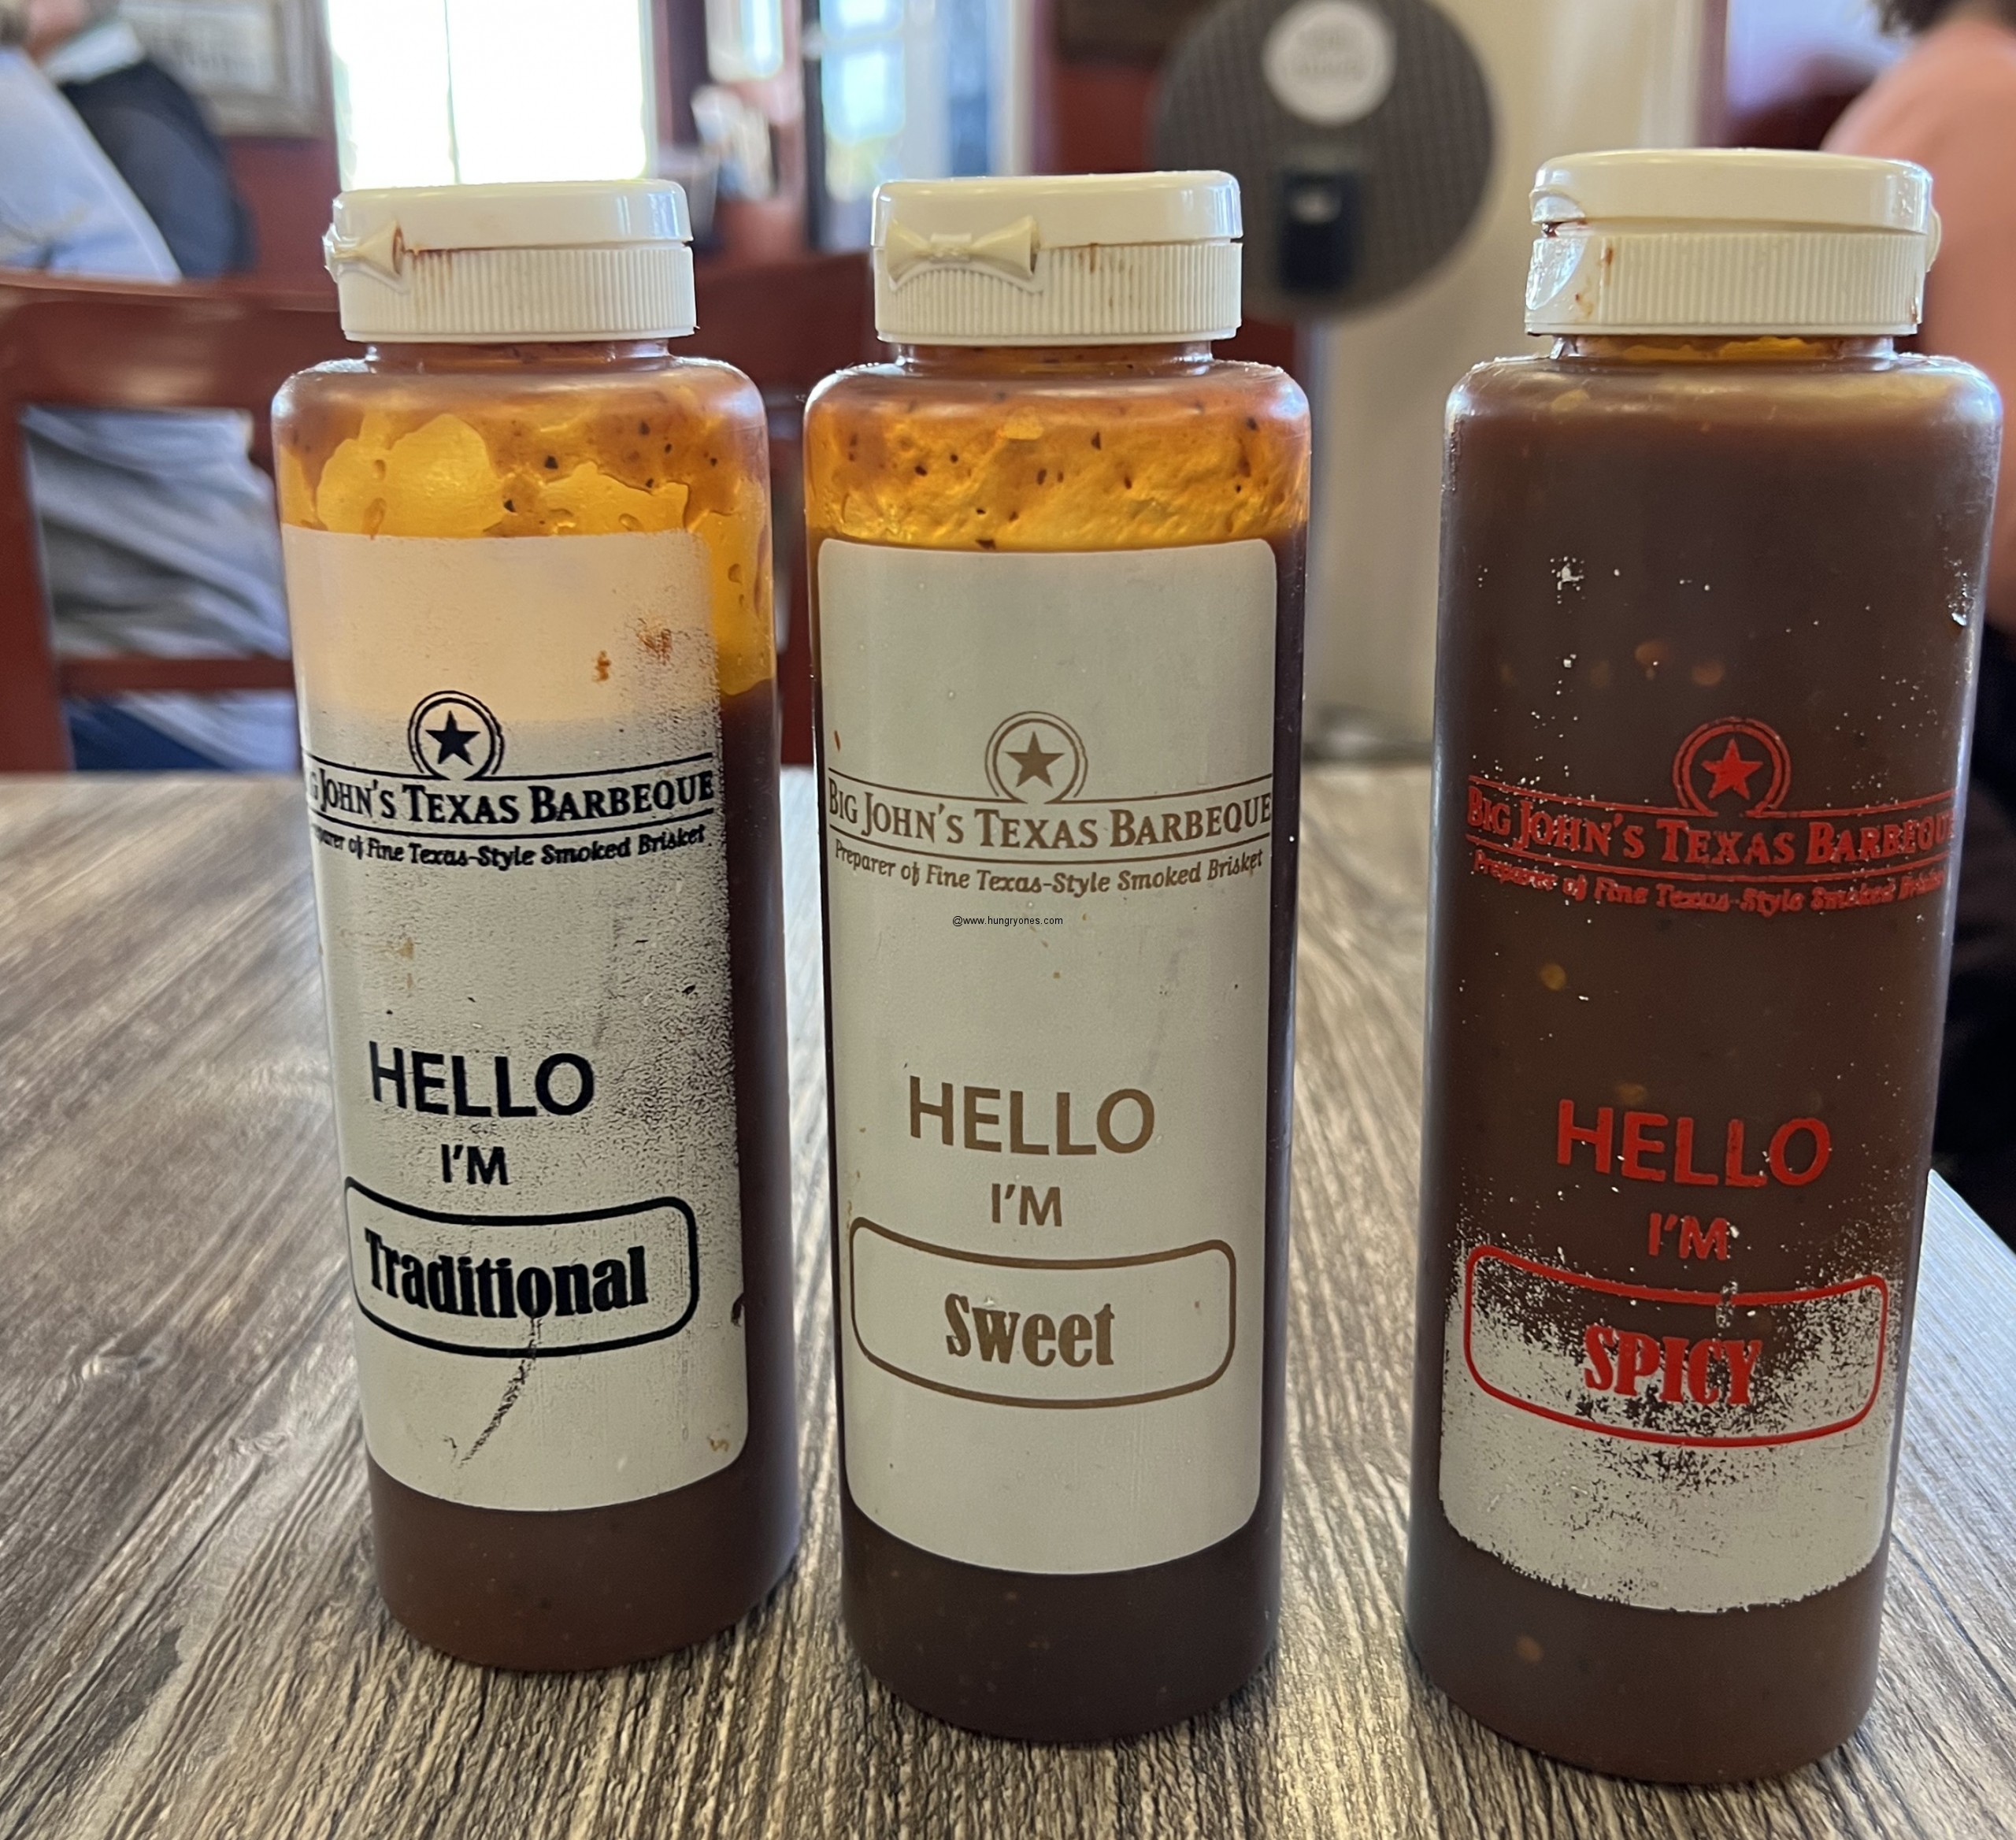 JOHN'S TEXAS BARBEQUE
of Fine Texas-Style Smoked Brisket
HELLO
I'M
Traditional
BIG JOHN'S TEXAS BARBEQUE
Preparer of Fine Texas-Style Smoked Brisket
@www.hungryones.com
HELLO
I'M
Sweet
BIG JOHN'S TEXAS BARBEQUE
Preparer of Fine Texas-Style Smoked Brisket
HELLO
I'M
SPICY